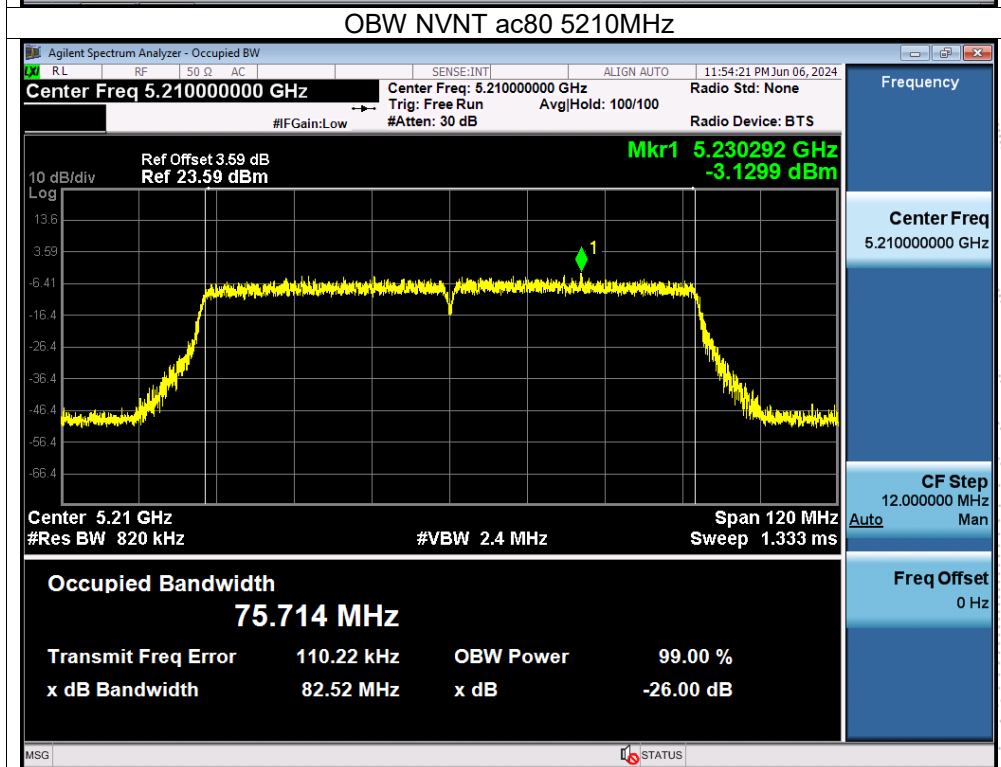 OBW NVNT ac80 5210MHz
Agilent Spectrum Analyzer - Occupied BW
LXI RL RF 50 Ω AC SENSE:INT ALIGN AUTO 11:54:21 PM Jun 06, 2024
Center Freq 5.210000000 GHz
Center Freq: 5.210000000 GHz
Radio Std: None
Trig: Free Run Avg|Hold: 100/100
#IFGain:Low #Atten: 30 dB Radio Device: BTS
Frequency
Mkr1 5.230292 GHz
-3.1299 dBm
Ref Offset 3.59 dB
10 dB/div Ref 23.59 dBm
Log
13.6
3.59
-6.41
-16.4
-26.4
-36.4
-46.4
-56.4
-66.4
1
Center 5.21 GHz Span 120 MHz
#Res BW 820 kHz #VBW 2.4 MHz Sweep 1.333 ms
Center Freq
5.210000000 GHz
CF Step
12.000000 MHz
Auto Man
Freq Offset
0 Hz
Occupied Bandwidth
75.714 MHz
Transmit Freq Error 110.22 kHz OBW Power 99.00 %
x dB Bandwidth 82.52 MHz x dB -26.00 dB
MSG STATUS